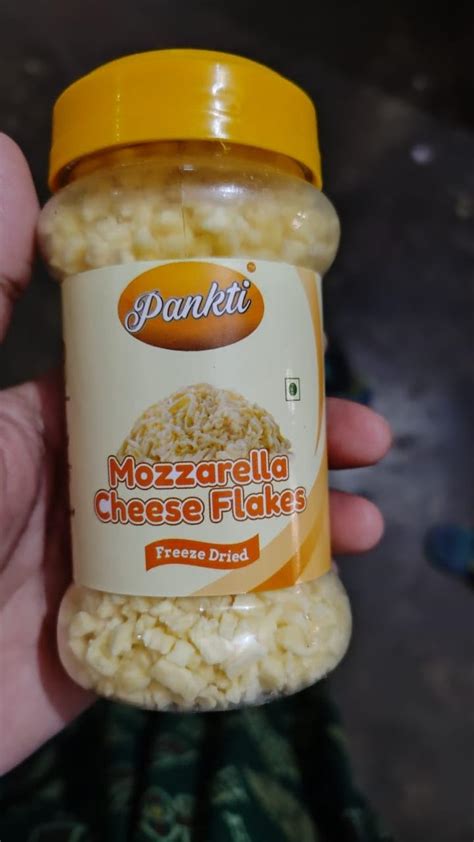 Pankti
Mozzarella
Cheese Flakes
Freeze Dried